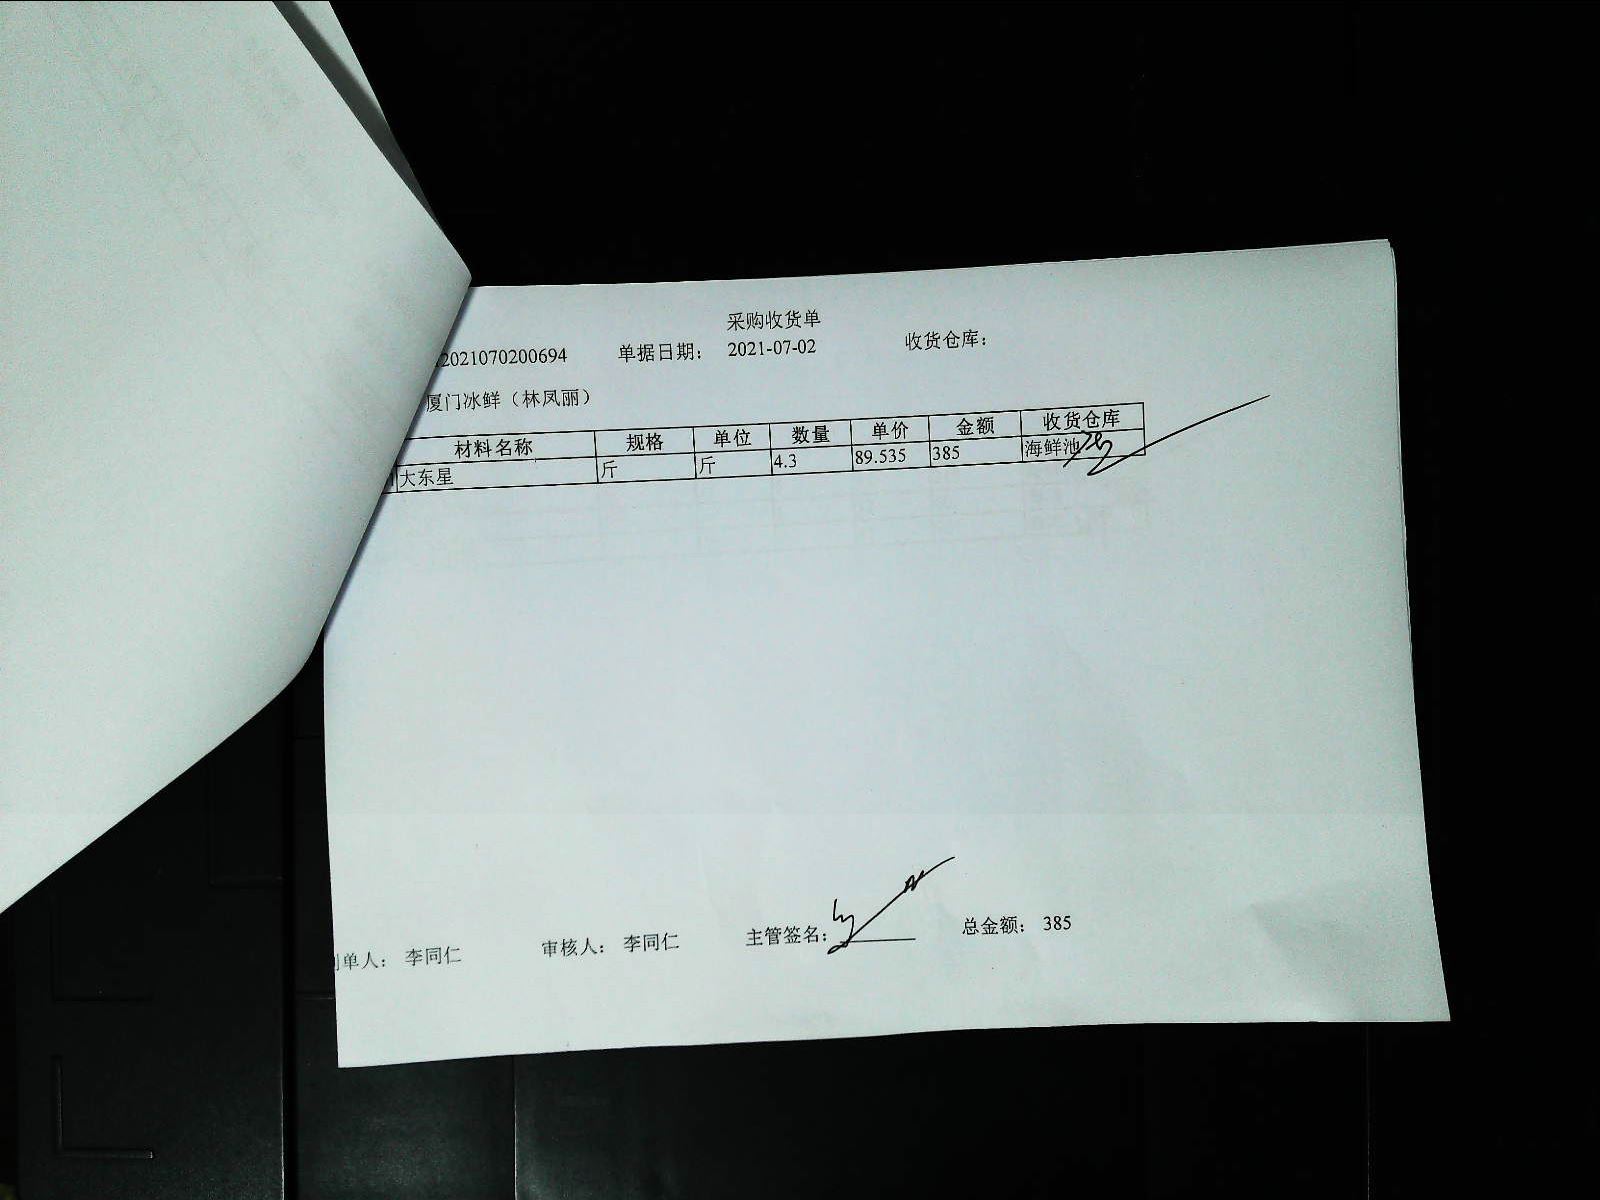 采购收货单
2021070200694 单据日期： 2021-07-02 收货仓库：
厦门冰鲜（林凤丽）
材料名称 规格 单位 数量 单价 金额 收货仓库
大东星 斤 斤 4.3 89.535 385 海鲜池
单人： 李同仁 审核人： 李同仁 主管签名： 总金额： 385